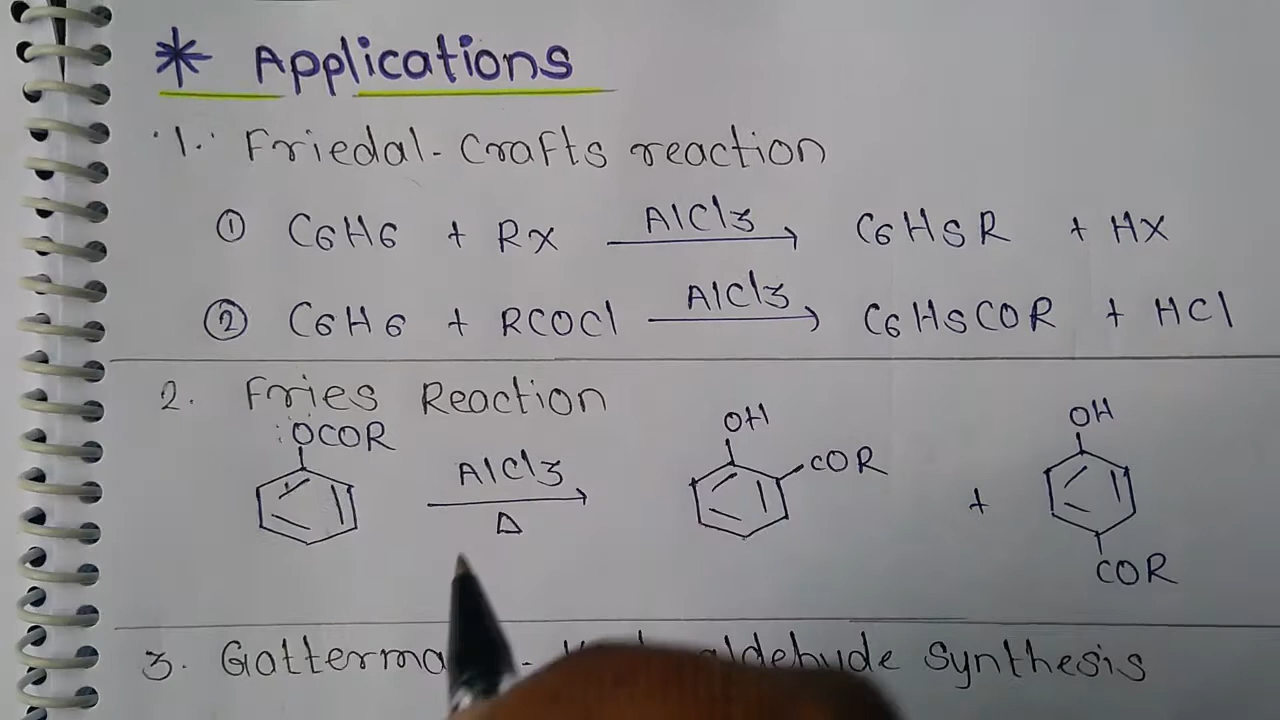 * Applications
1. Friedal-Crafts reaction
① C6H6 + RX AlCl3 C6H5R + HX
② C6H6 + RCOCl AlCl3 C6H5COR + HCl
2. Fries Reaction
:OCOR AlCl3 Δ OH COR + OH COR
3. aldehyde synthesis